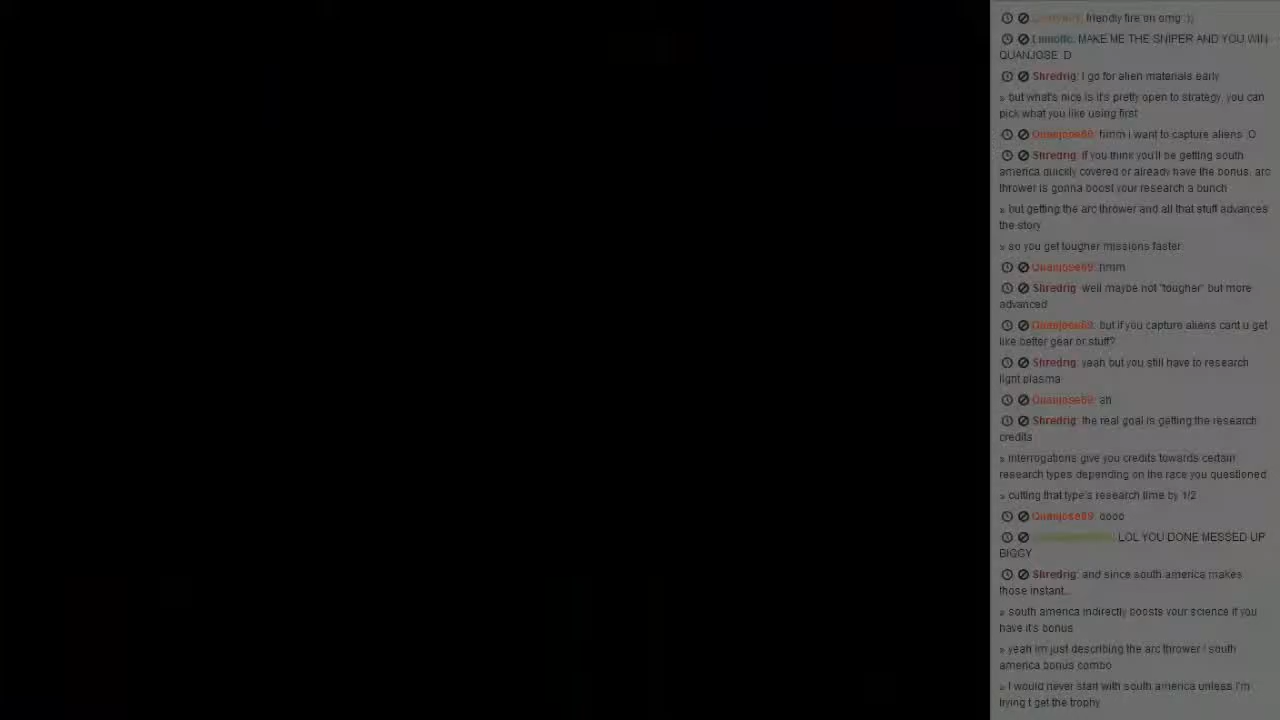 friendly fire on omg :))
MAKE ME THE SNIPER AND YOU WIN
QUANJOSE :D
Shredrig: I go for alien materials early
» but what's nice is it's pretty open to strategy, you can
pick what you like using first
Quanjose69: hmm i want to capture aliens :O
Shredrig: if you think you'll be getting south
america quickly covered or already have the bonus, arc
thrower is gonna boost your research a bunch
» but getting the arc thrower and all that stuff advances
the story
» so you get tougher missions faster
Quanjose69: hmm
Shredrig: well maybe not "tougher" but more
advanced
Quanjose69: but if you capture aliens cant u get
like better gear or stuff?
Shredrig: yeah but you still have to research
light plasma
Quanjose69: ah
Shredrig: the real goal is getting the research
credits
» interrogations give you credits towards certain
research types depending on the race you questioned
» cutting that type's research time by 1/2
Quanjose69: oooo
LOL YOU DONE MESSED UP
BIGGY
Shredrig: and since south america makes
those instant...
» south america indirectly boosts your science if you
have it's bonus
» yeah im just describing the arc thrower / south
america bonus combo
» I would never start with south america unless I'm
trying t get the trophy